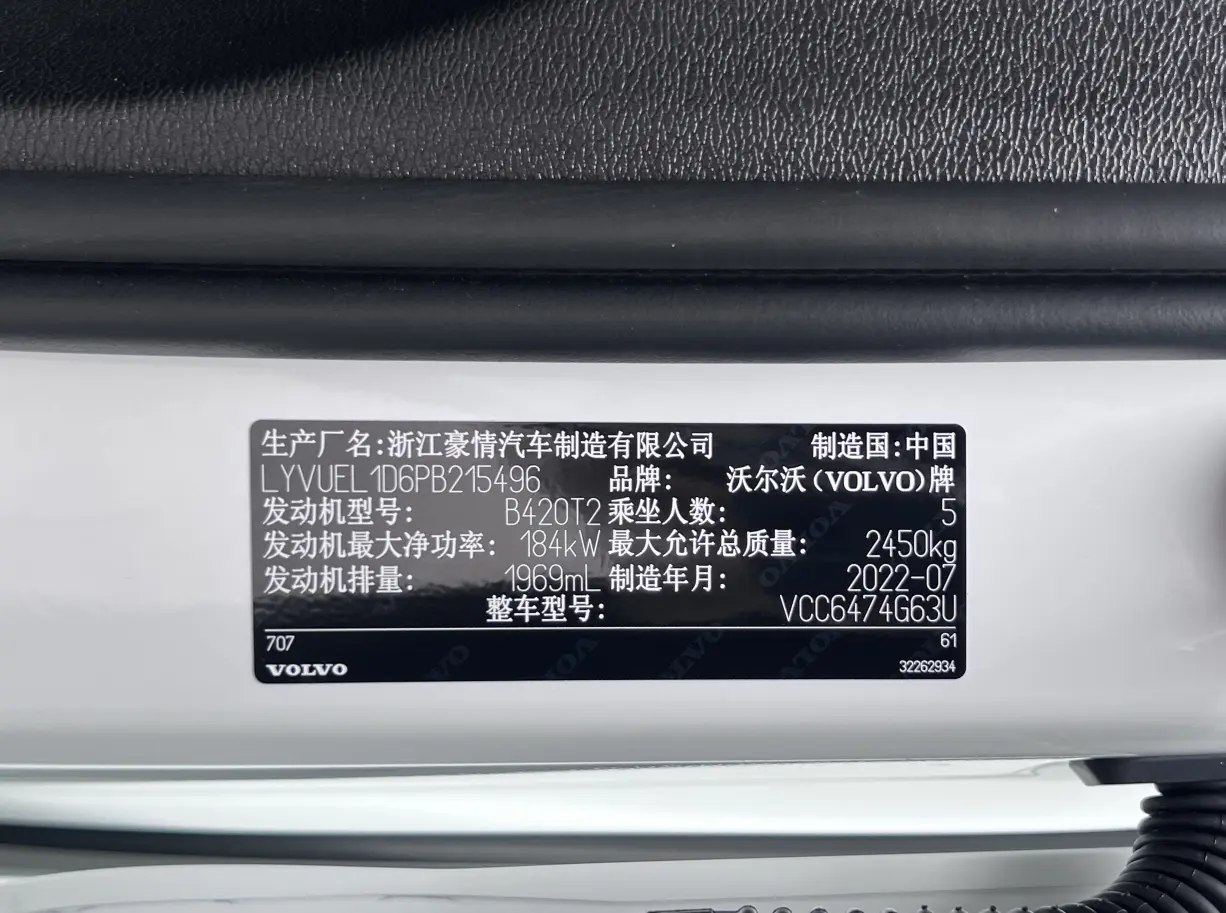 生产厂名:浙江豪情汽车制造有限公司 制造国:中国
LYVUEL1D6PB215496 品牌: 沃尔沃(VOLVO)牌
发动机型号: B420T2 乘坐人数: 5
发动机最大净功率: 184kW 最大允许总质量: 2450kg
发动机排量: 1969mL 制造年月: 2022-07
整车型号: VCC6474G63U
707 61
VOLVO 32262934